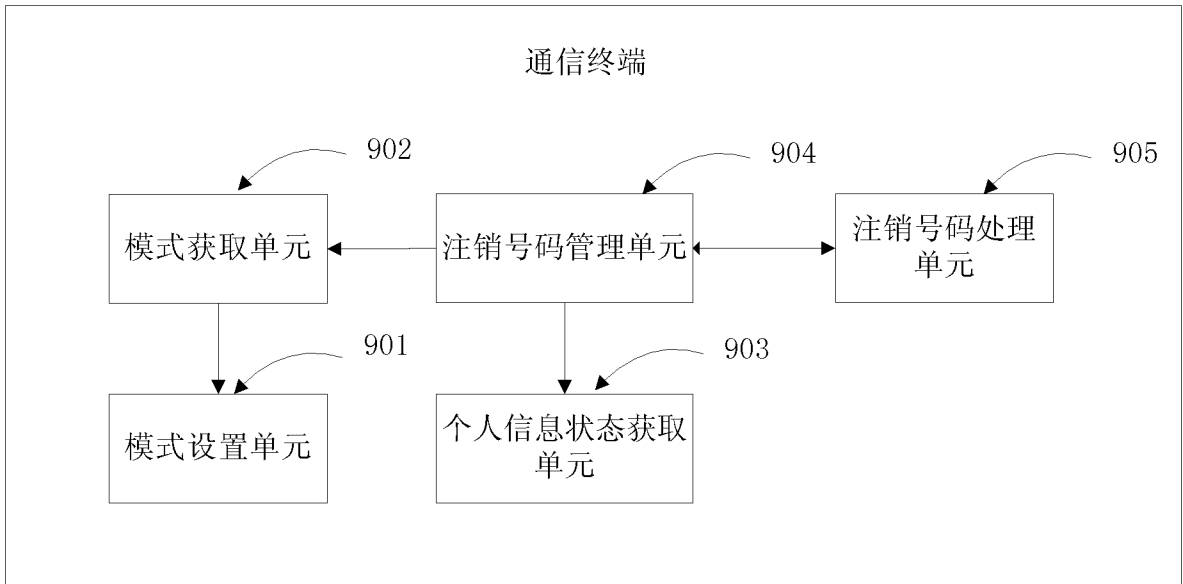 通信终端
902
904
905
模式获取单元
注销号码管理单元
注销号码处理
单元
901
903
模式设置单元
个人信息状态获取
单元